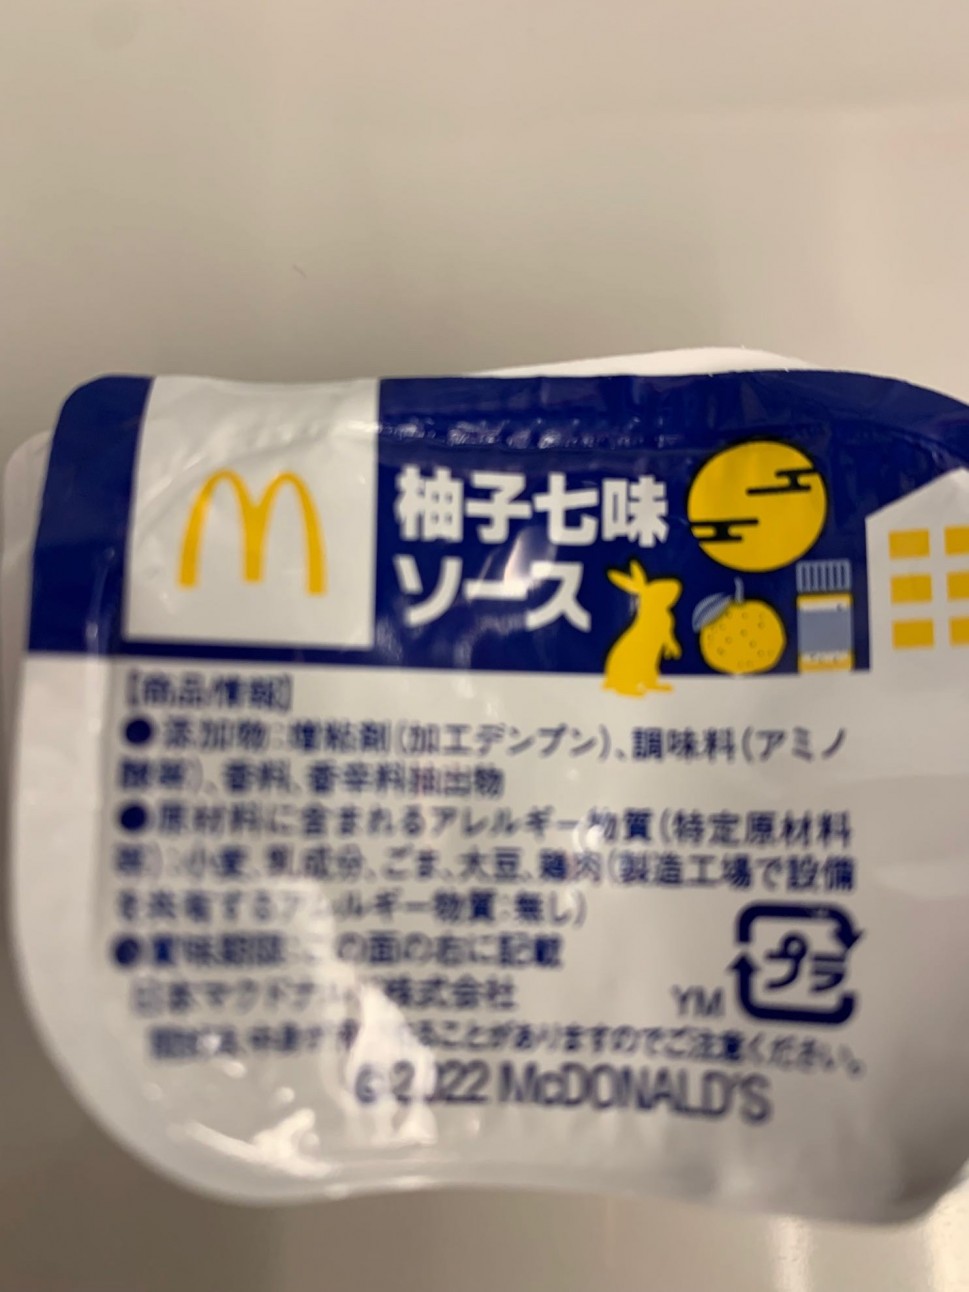 柚子七味
ソース
【商品情報】
●添加物：増粘剤(加工デンプン)、調味料(アミノ
酸等)、香料、香辛料抽出物
●原材料に含まれるアレルギー物質(特定原材料
等)：小麦、乳成分、ごま、大豆、鶏肉(製造工場で設備
を共有するアレルギー物質：無し)
●賞味期限：この面の右に記載
日本マクドナルド株式会社
YM
プラ
ることがありますのでご注意ください。
©2022 McDONALD'S